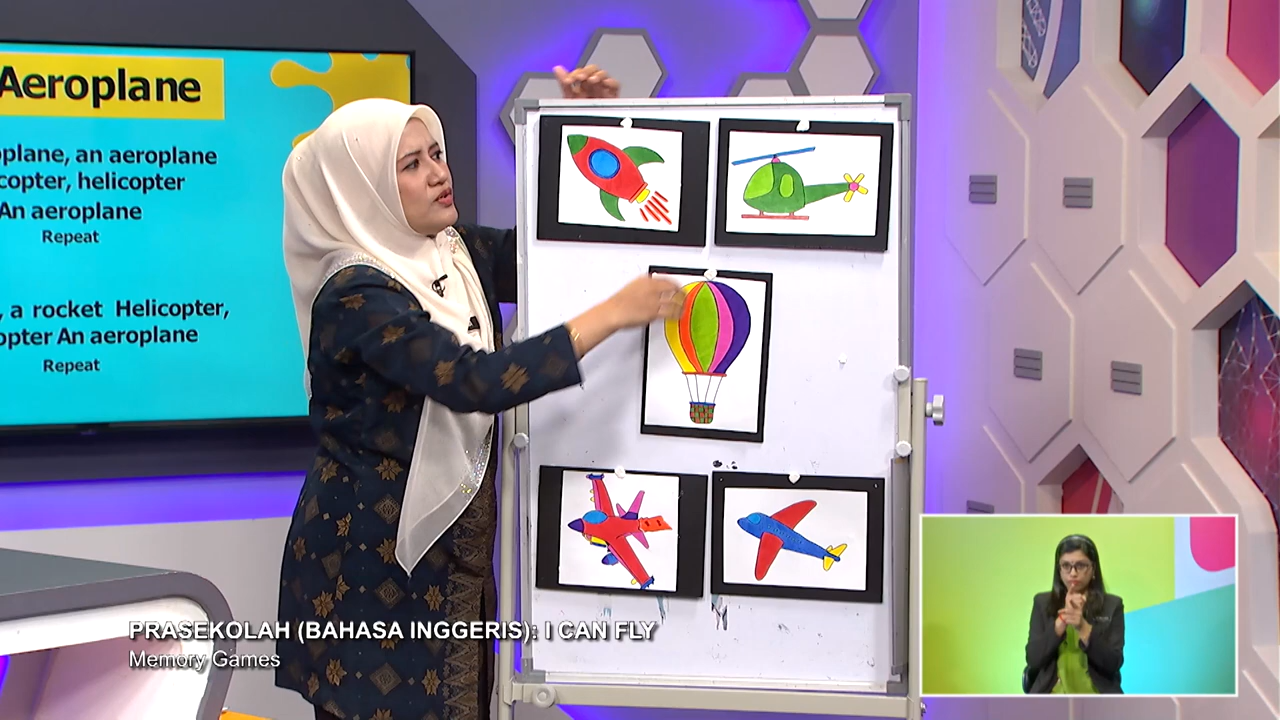 Aeroplane
plane, an aeroplane
copter, helicopter
An aeroplane
Repeat
, a rocket Helicopter,
opter An aeroplane
Repeat
PRASEKOLAH (BAHASA INGGERIS): I CAN FLY
Memory Games